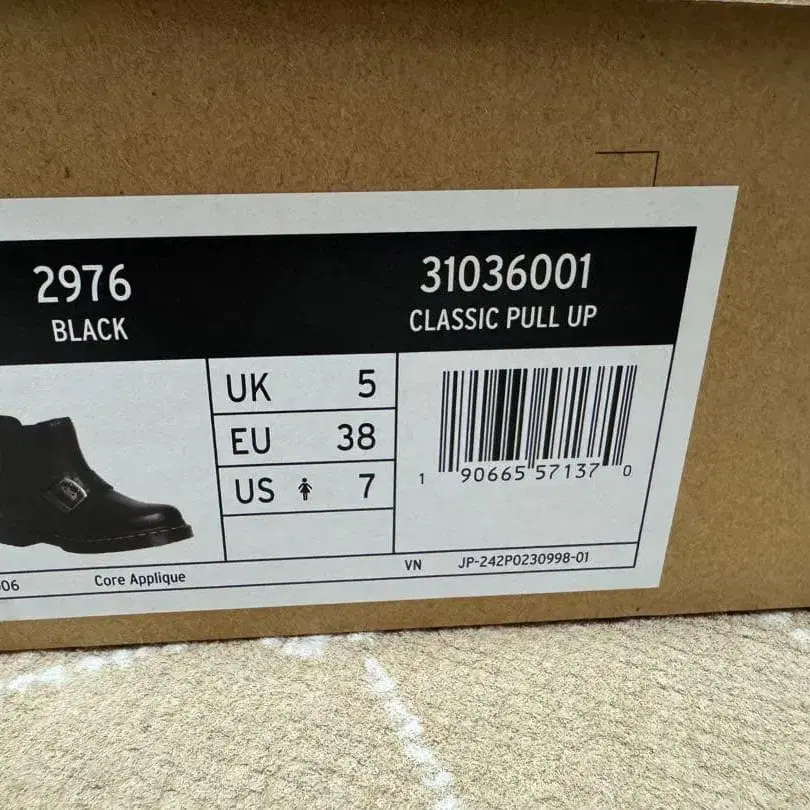 2976
BLACK
31036001
CLASSIC PULL UP
UK 5
EU 38
US 7
1 90665 57137 0
VN JP-242P0230998-01
06 Core Applique